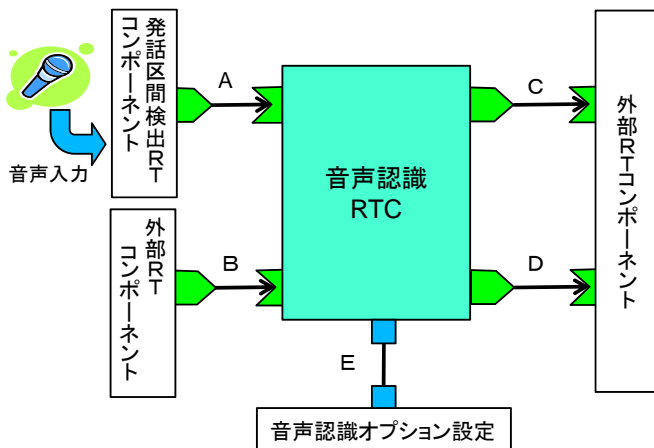 発話区間検出RT
コンポーネント
音声入力
A
B
外部RT
コンポーネント
音声認識
RTC
C
D
外部RTコンポーネント
E
音声認識オプション設定